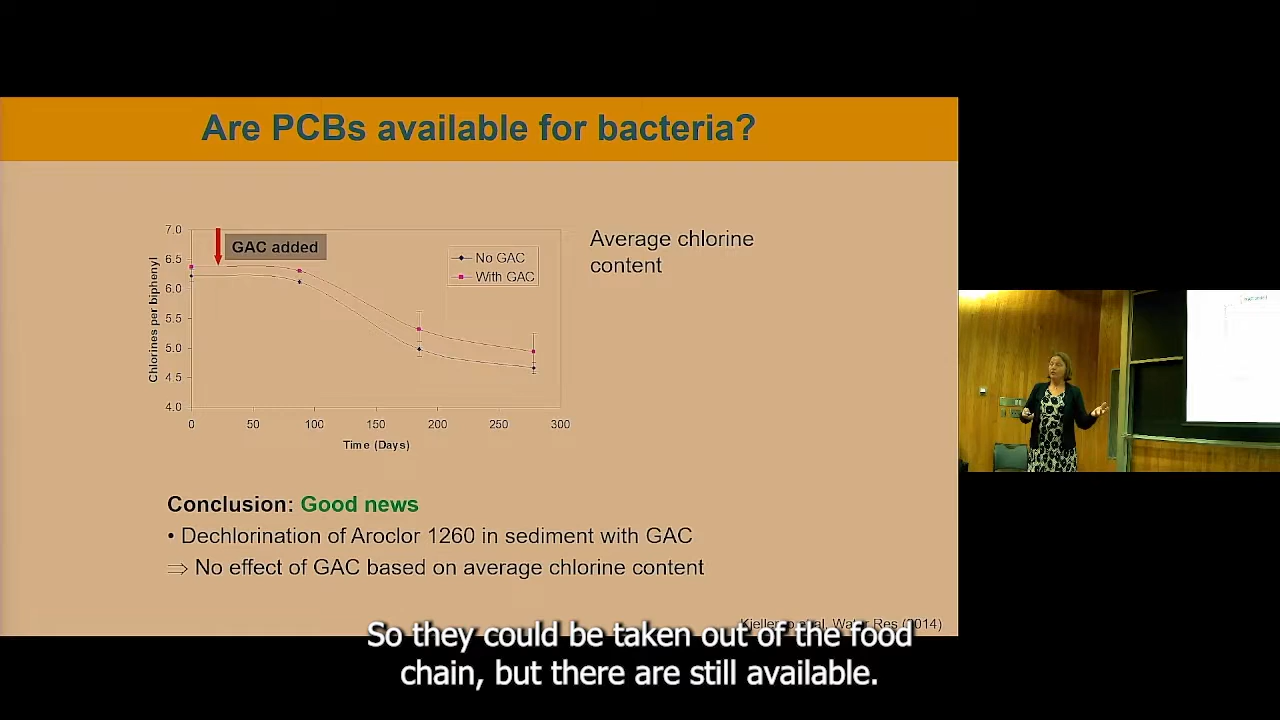 Are PCBs available for bacteria?
7.0
6.5
6.0
5.5
5.0
4.5
4.0
Chlorines per biphenyl
GAC added
No GAC
With GAC
0 50 100 150 200 250 300
Time (Days)
Average chlorine
content
Conclusion: Good news
• Dechlorination of Aroclor 1260 in sediment with GAC
⇒ No effect of GAC based on average chlorine content
Res
So they could be taken out of the food
chain, but there are still available.